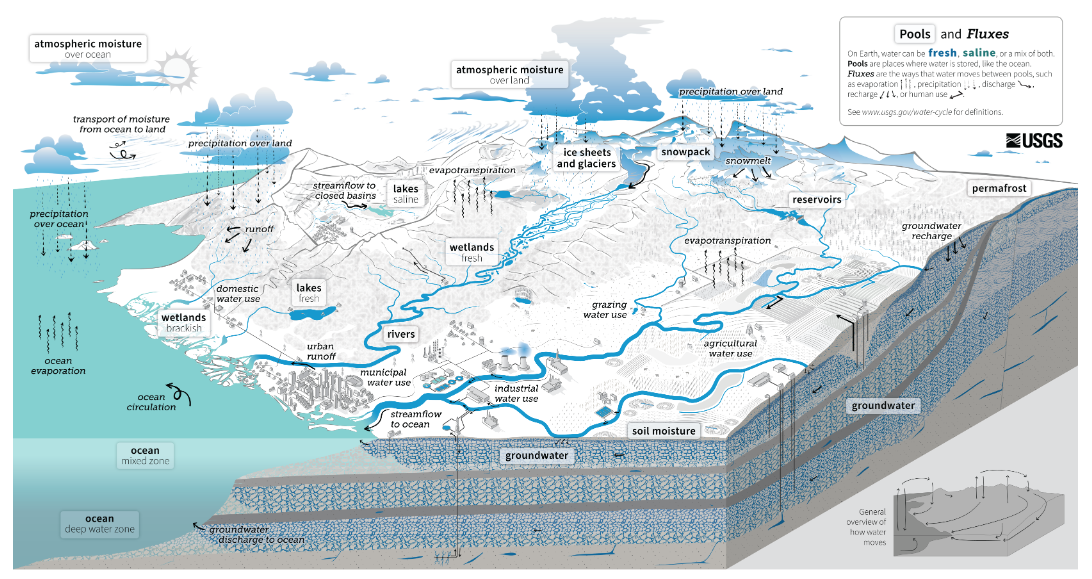 Pools and Fluxes
On Earth, water can be fresh, saline, or a mix of both.
Pools are places where water is stored, like the ocean.
Fluxes are the ways that water moves between pools, such
as evaporation, precipitation, discharge,
recharge, or human use.
See www.usgs.gov/water-cycle for definitions.
USGS
atmospheric moisture
over ocean
atmospheric moisture
over land
precipitation over land
transport of moisture
from ocean to land
precipitation over land
ice sheets
and glaciers
snowpack
snowmelt
evapotranspiration
streamflow to
closed basins
lakes
saline
permafrost
reservoirs
precipitation
over ocean
runoff
groundwater
recharge
evapotranspiration
wetlands
fresh
domestic
water use
lakes
fresh
grazing
water use
wetlands
brackish
rivers
agricultural
water use
urban
runoff
ocean
evaporation
municipal
water use
industrial
water use
ocean
circulation
streamflow
to ocean
groundwater
soil moisture
ocean
mixed zone
groundwater
ocean
deep water zone
groundwater
discharge to ocean
General
overview of
how water
moves